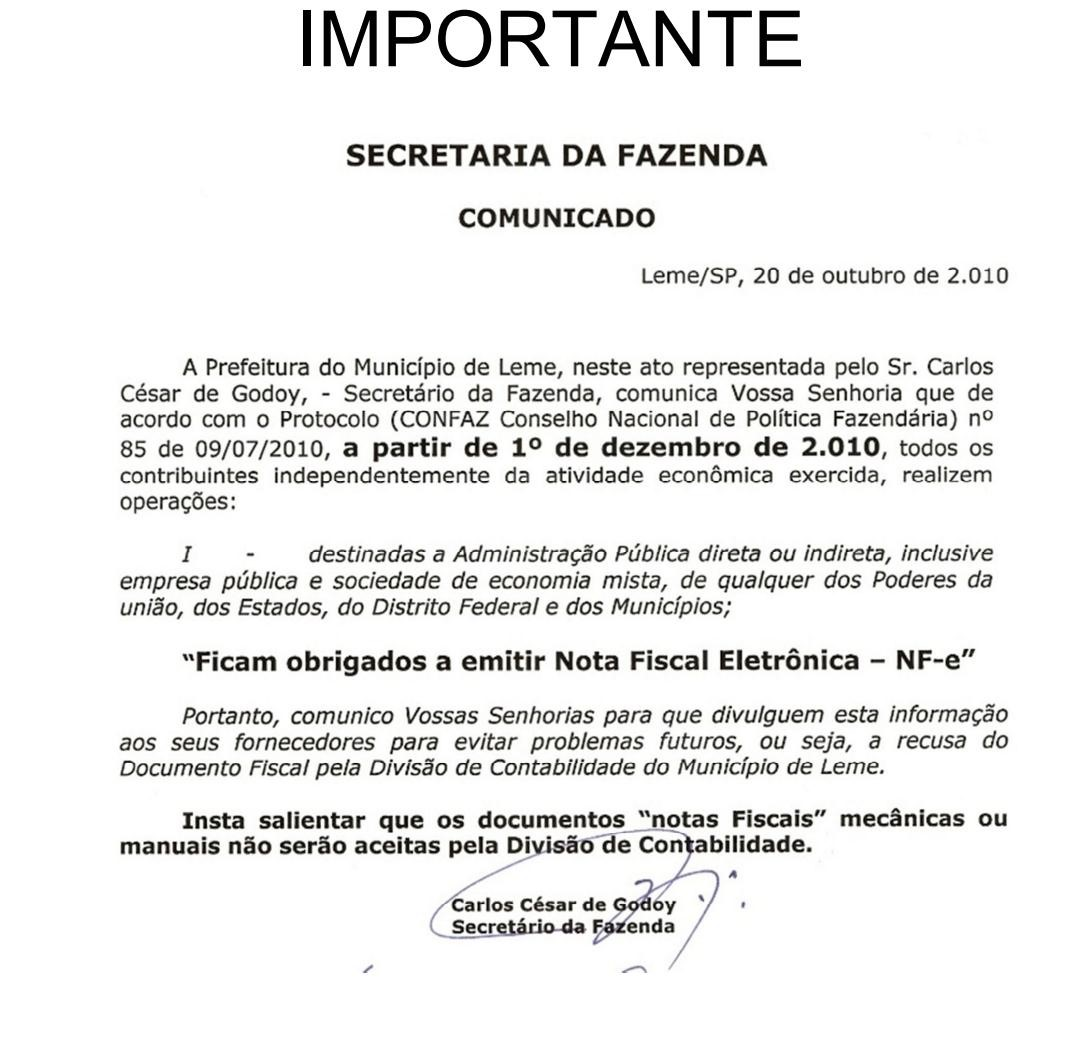 IMPORTANTE
SECRETARIA DA FAZENDA
COMUNICADO
Leme/SP, 20 de outubro de 2.010
A Prefeitura do Município de Leme, neste ato representada pelo Sr. Carlos
César de Godoy, - Secretário da Fazenda, comunica Vossa Senhoria que de
acordo com o Protocolo (CONFAZ Conselho Nacional de Política Fazendária) nº
85 de 09/07/2010, a partir de 1º de dezembro de 2.010, todos os
contribuintes independentemente da atividade econômica exercida, realizem
operações:
I - destinadas a Administração Pública direta ou indireta, inclusive
empresa pública e sociedade de economia mista, de qualquer dos Poderes da
união, dos Estados, do Distrito Federal e dos Municípios;
“Ficam obrigados a emitir Nota Fiscal Eletrônica – NF-e”
Portanto, comunico Vossas Senhorias para que divulguem esta informação
aos seus fornecedores para evitar problemas futuros, ou seja, a recusa do
Documento Fiscal pela Divisão de Contabilidade do Município de Leme.
Insta salientar que os documentos “notas Fiscais” mecânicas ou
manuais não serão aceitas pela Divisão de Contabilidade.
Carlos César de Godoy
Secretário da Fazenda